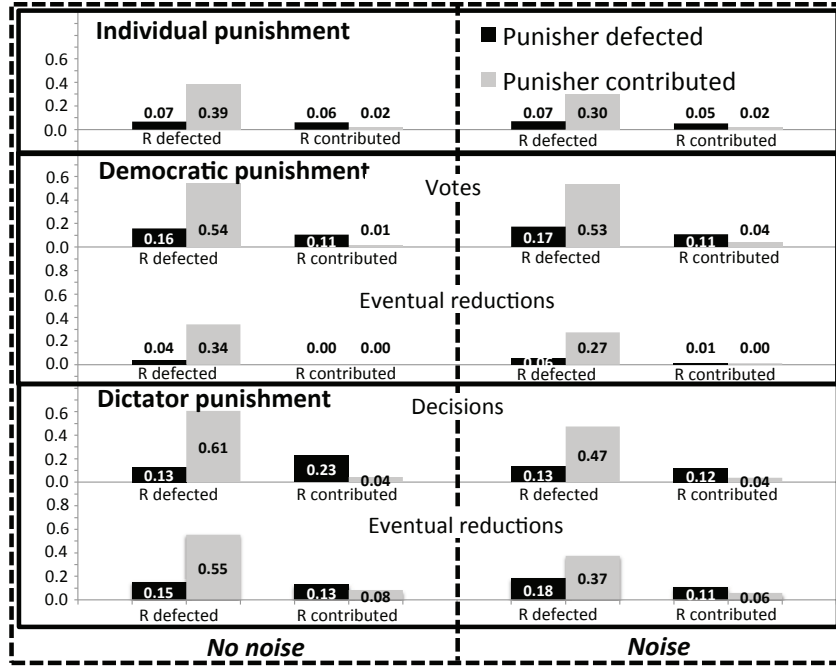 Individual punishment
■ Punisher defected
■ Punisher contributed
0.6
0.4
0.2
0.0
0.07 0.39 0.06 0.02 0.07 0.30 0.05 0.02
R defected R contributed R defected R contributed
Democratic punishment
Votes
0.6
0.4
0.2
0.0
0.16 0.54 0.11 0.01 0.17 0.53 0.11 0.04
R defected R contributed R defected R contributed
Eventual reductions
0.8
0.6
0.4
0.2
0.0
0.04 0.34 0.00 0.00 0.06 0.27 0.01 0.00
R defected R contributed R defected R contributed
Dictator punishment
Decisions
0.6
0.4
0.2
0.0
0.13 0.61 0.23 0.04 0.13 0.47 0.12 0.04
R defected R contributed R defected R contributed
Eventual reductions
0.8
0.6
0.4
0.2
0.0
0.15 0.55 0.13 0.08 0.18 0.37 0.11 0.06
R defected R contributed R defected R contributed
No noise Noise